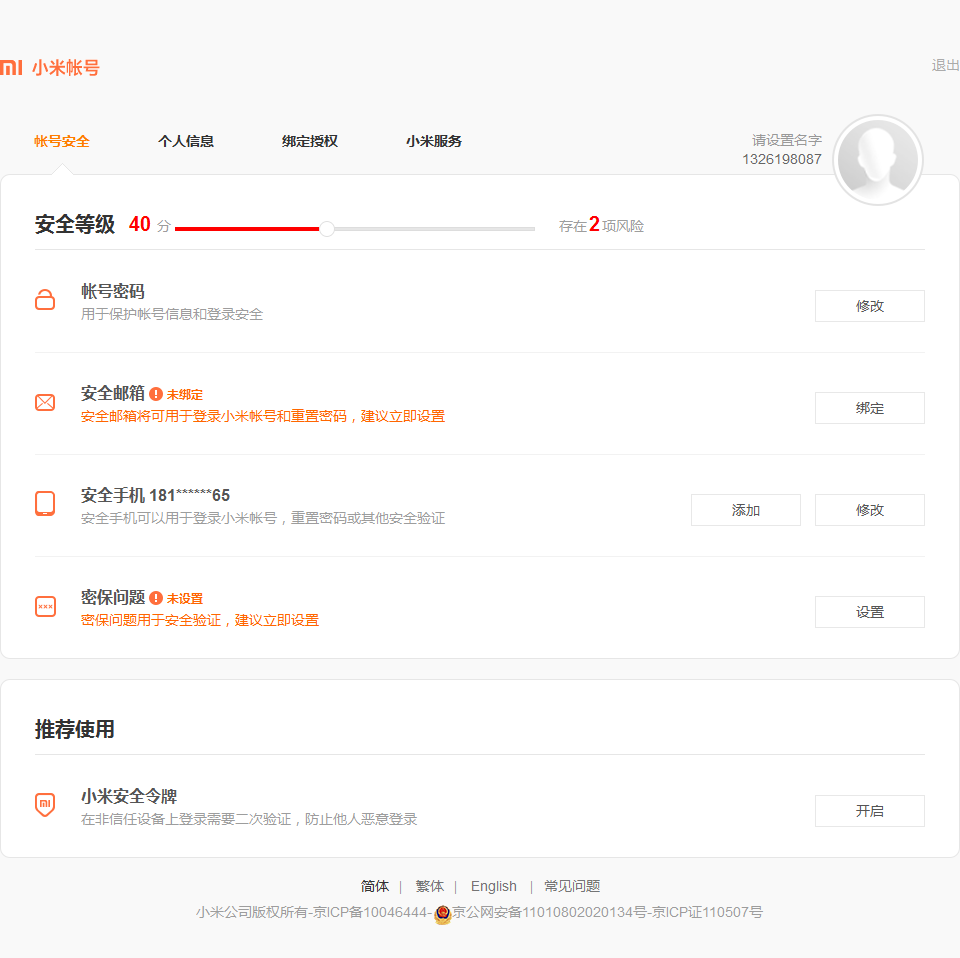 小米帐号
退出
帐号安全 个人信息 绑定授权 小米服务
请设置名字
1326198087
安全等级 40 分 存在2项风险
帐号密码
用于保护帐号信息和登录安全
修改
安全邮箱 未绑定
安全邮箱将可用于登录小米帐号和重置密码，建议立即设置
绑定
安全手机 181******65
安全手机可以用于登录小米帐号，重置密码或其他安全验证
添加 修改
密保问题 未设置
密保问题用于安全验证，建议立即设置
设置
推荐使用
小米安全令牌
在非信任设备上登录需要二次验证，防止他人恶意登录
开启
简体 | 繁体 | English | 常见问题
小米公司版权所有-京ICP备10046444-京公网安备11010802020134号-京ICP证110507号